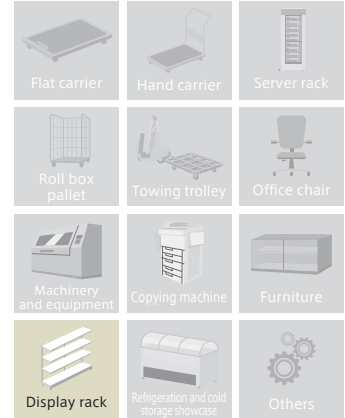 Flat carrier
Hand carrier
Server rack
Roll box
pallet
Towing trolley
Office chair
Machinery
and equipment
Copying machine
Furniture
Display rack
Refrigeration and cold
storage showcase
Others